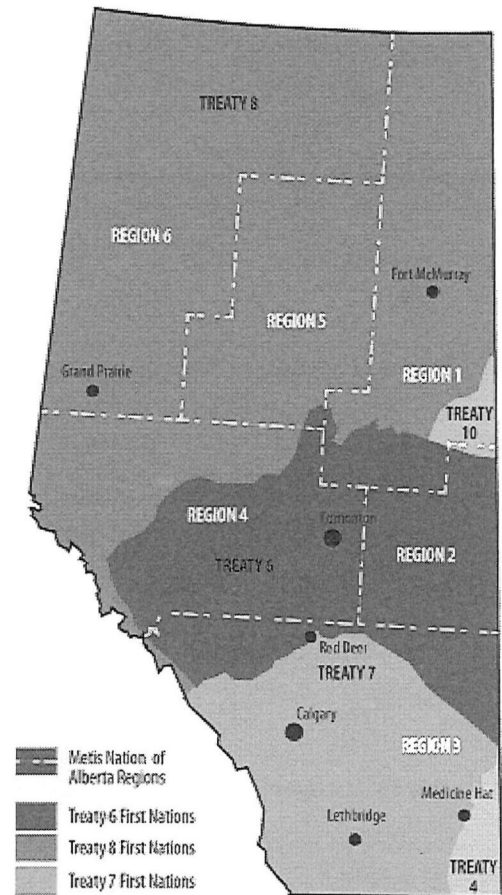 TREATY 8
REGION 6
Fort McMurray
REGION 5
Grand Prairie
REGION 1
TREATY
10
REGION 4
Edmonton
REGION 2
TREATY 6
Red Deer
TREATY 7
Calgary
REGION 3
Metis Nation of
Alberta Regions
Medicine Hat
Treaty 6 First Nations
Lethbridge
Treaty 8 First Nations
TREATY
4
Treaty 7 First Nations